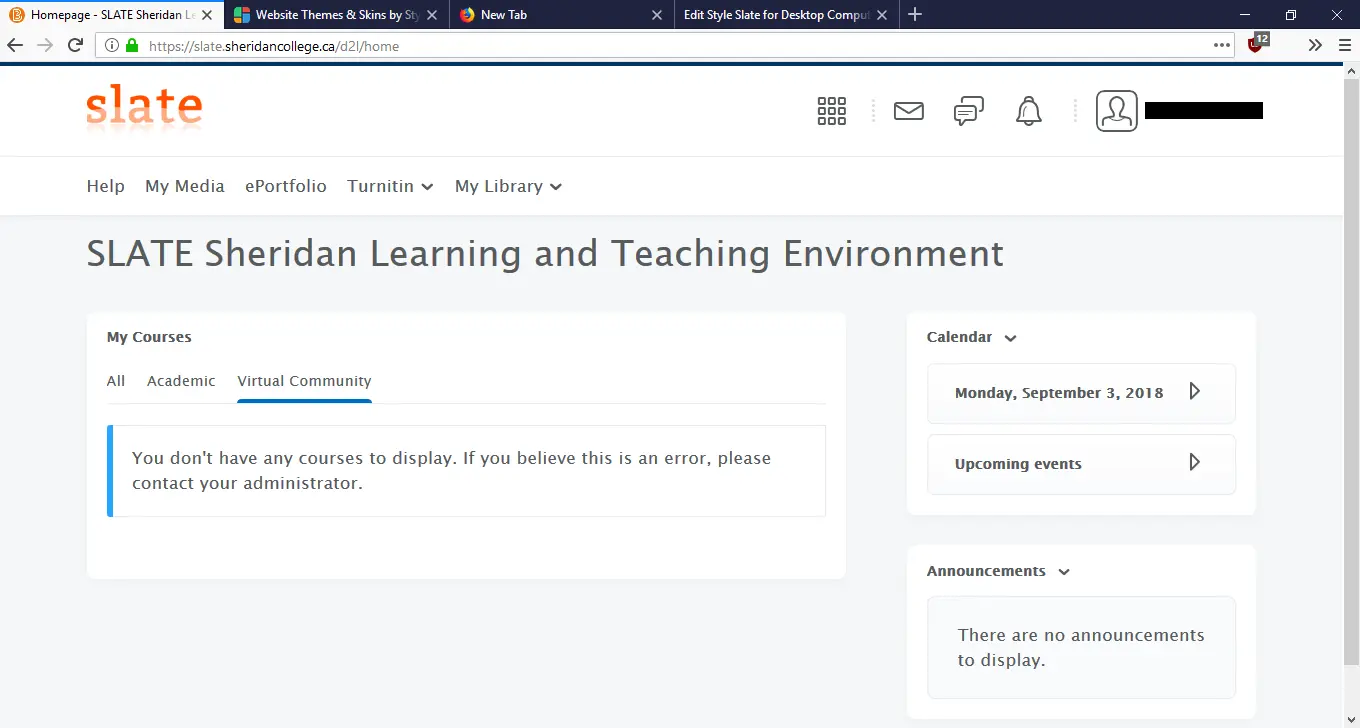 Homepage - SLATE Sheridan Le
Website Themes & Skins by Sty
New Tab
Edit Style Slate for Desktop Comput
https://slate.sheridancollege.ca/d2l/home
12
slate
Help My Media ePortfolio Turnitin My Library
SLATE Sheridan Learning and Teaching Environment
My Courses
All Academic Virtual Community
You don't have any courses to display. If you believe this is an error, please
contact your administrator.
Calendar
Monday, September 3, 2018
Upcoming events
Announcements
There are no announcements
to display.